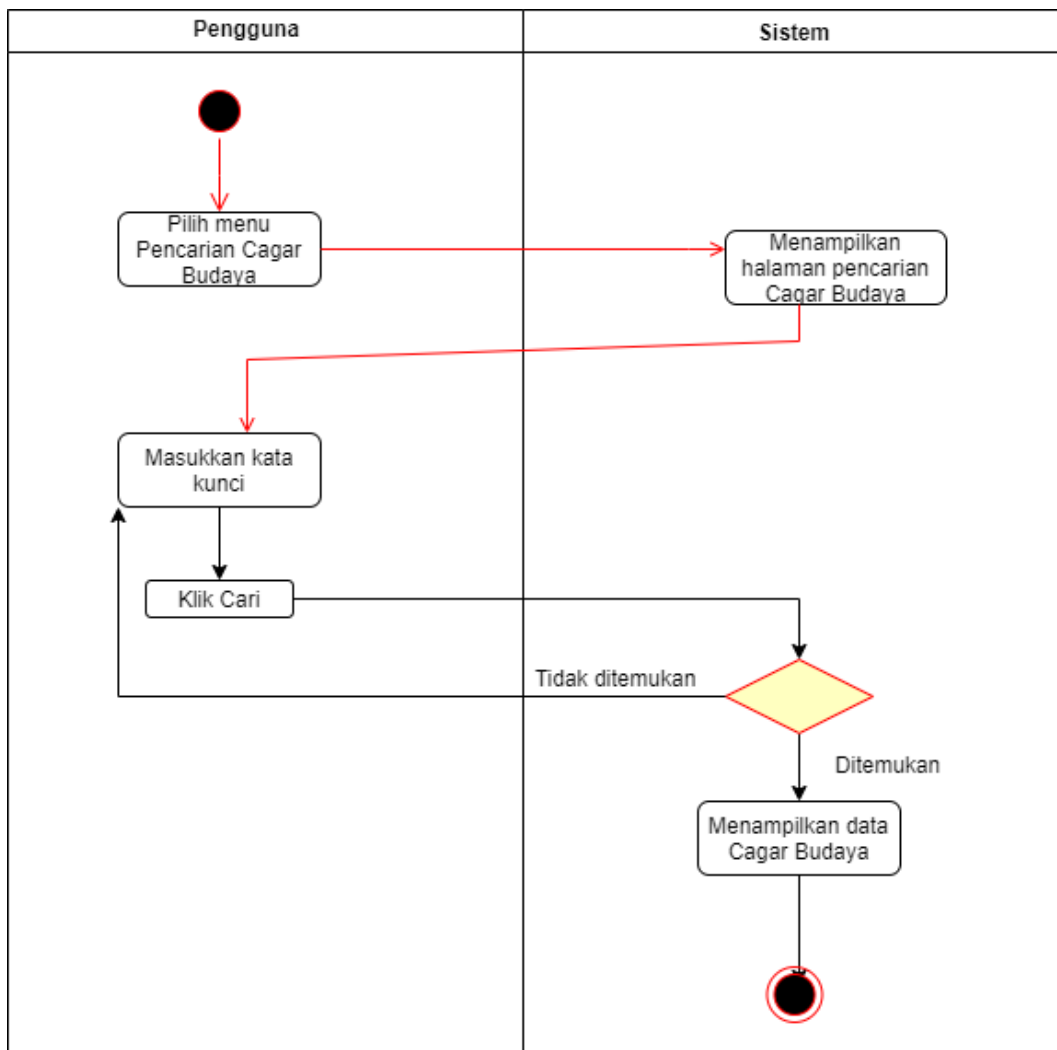 Pengguna
Sistem
Pilih menu
Pencarian Cagar
Budaya
Menampilkan
halaman pencarian
Cagar Budaya
Masukkan kata
kunci
Klik Cari
Tidak ditemukan
Ditemukan
Menampilkan data
Cagar Budaya